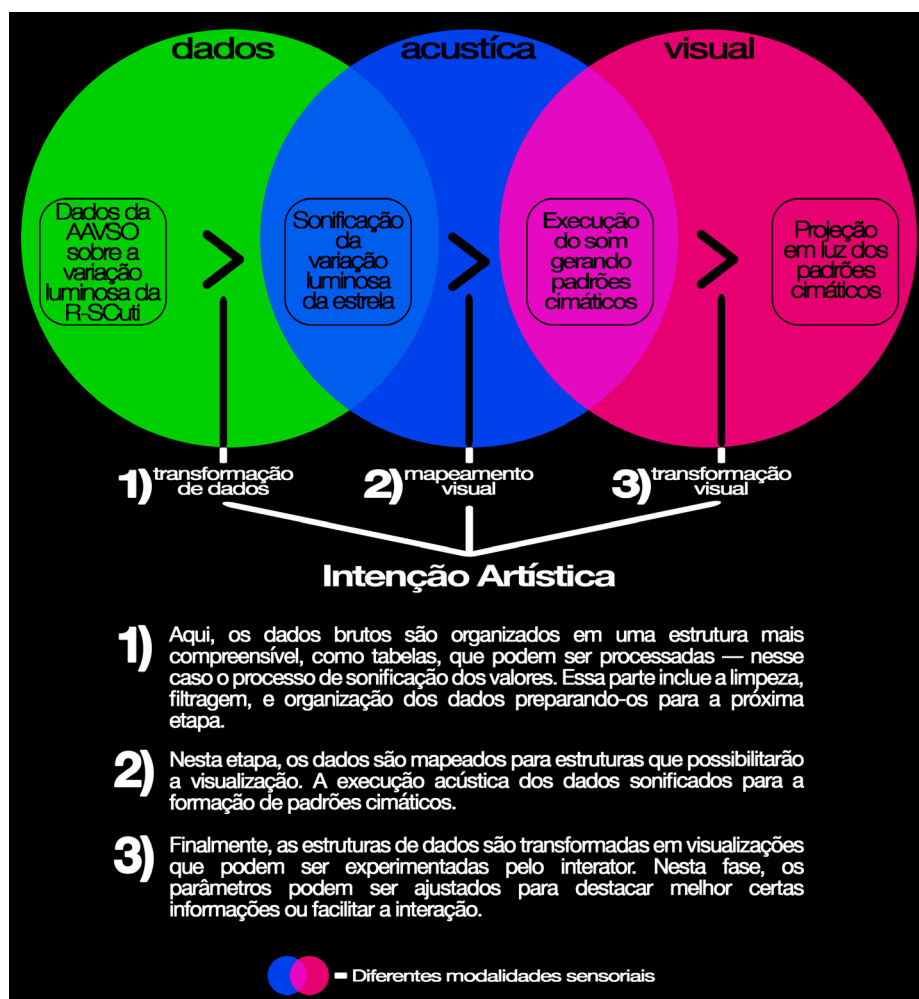 dados
acustíca
visual
Dados da
AAVSO
sobre a
variação
luminosa da
R-SCuti
Sonificação
da
variação
luminosa
da estrela
Execução
do som
gerando
padrões
cimáticos
Projeção
em luz dos
padrões
cimáticos
1) transformação
de dados
2) mapeamento
visual
3) transformação
visual
Intenção Artística
1) Aqui, os dados brutos são organizados em uma estrutura mais
compreensível, como tabelas, que podem ser processadas — nesse
caso o processo de sonificação dos valores. Essa parte inclue a limpeza,
filtragem, e organização dos dados preparando-os para a próxima
etapa.
2) Nesta etapa, os dados são mapeados para estruturas que possibilitarão
a visualização. A execução acústica dos dados sonificados para a
formação de padrões cimáticos.
3) Finalmente, as estruturas de dados são transformadas em visualizações
que podem ser experimentadas pelo interator. Nesta fase, os
parâmetros podem ser ajustados para destacar melhor certas
informações ou facilitar a interação.
- Diferentes modalidades sensoriais